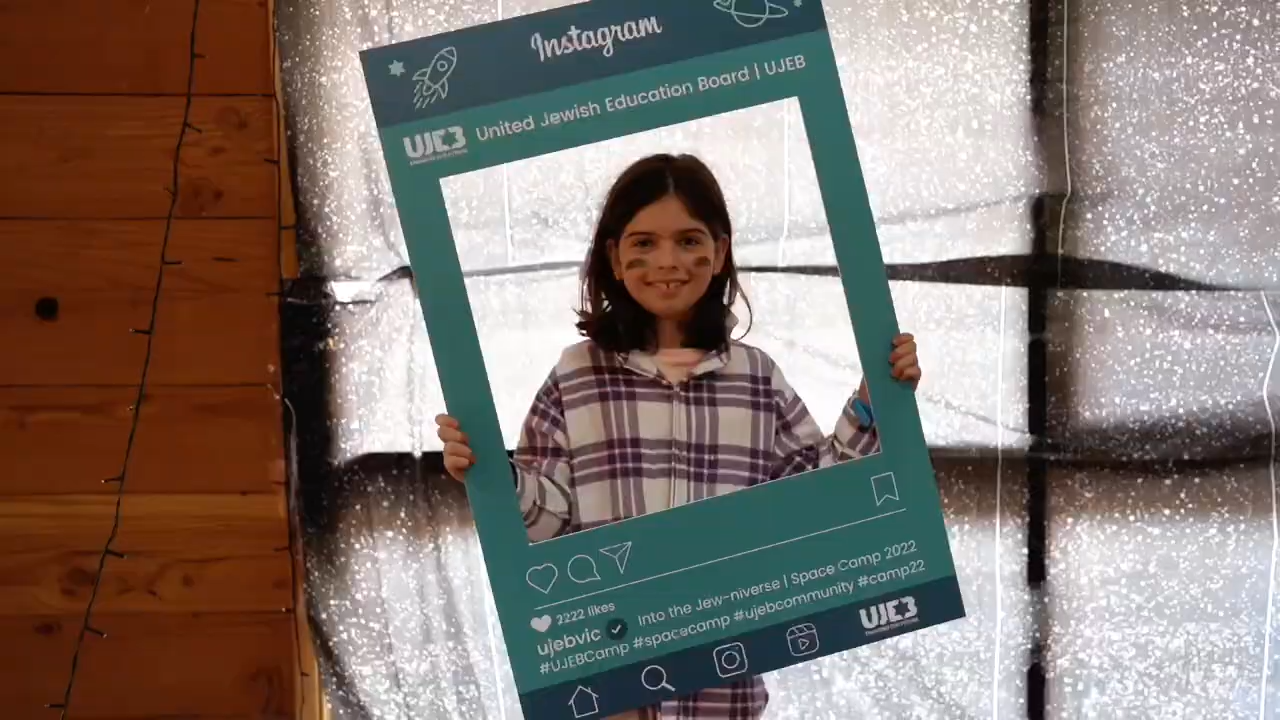 Instagram
UJEB United Jewish Education Board | UJEB
2222 likes
ujebvic Into the Jew-niverse | Space Camp 2022
#UJEBCamp #spacecamp #ujebcommunity #camp22
UJEB